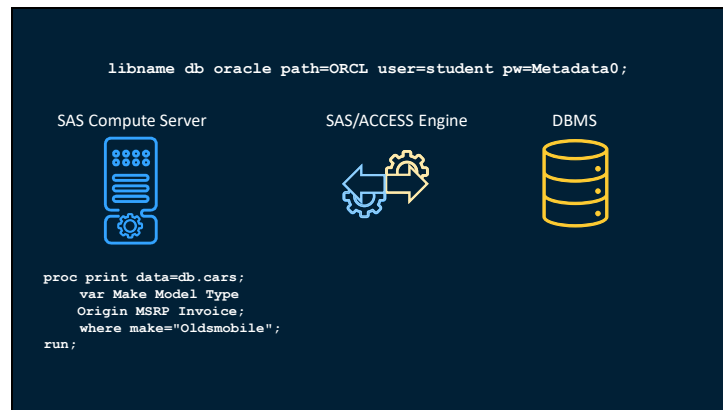 libname db oracle path=ORCL user=student pw=Metadata0;
SAS Compute Server
SAS/ACCESS Engine
DBMS
proc print data=db.cars;
var Make Model Type
Origin MSRP Invoice;
where make="Oldsmobile";
run;